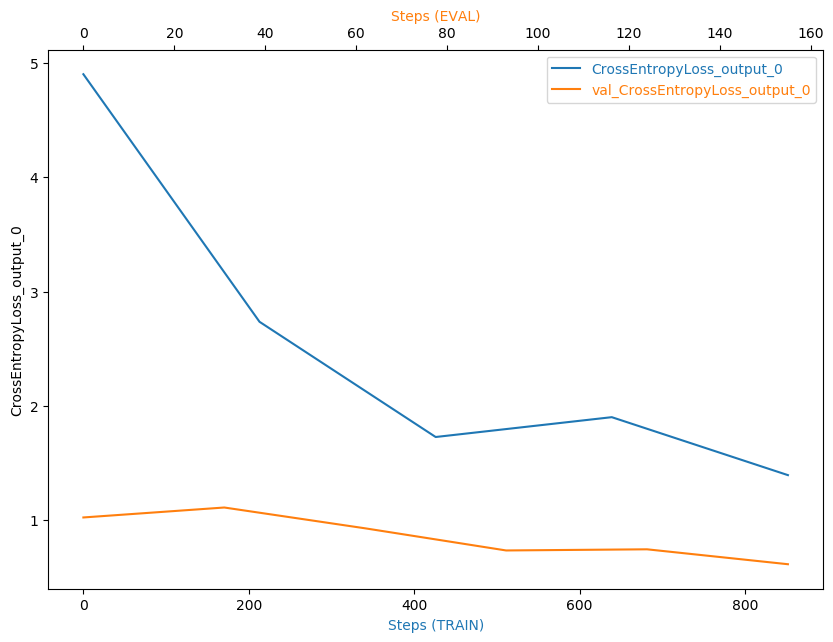 Steps (EVAL)
0 20 40 60 80 100 120 140 160
CrossEntropyLoss_output_0
val_CrossEntropyLoss_output_0
CrossEntropyLoss_output_0
5
4
3
2
1
0 200 400 600 800
Steps (TRAIN)